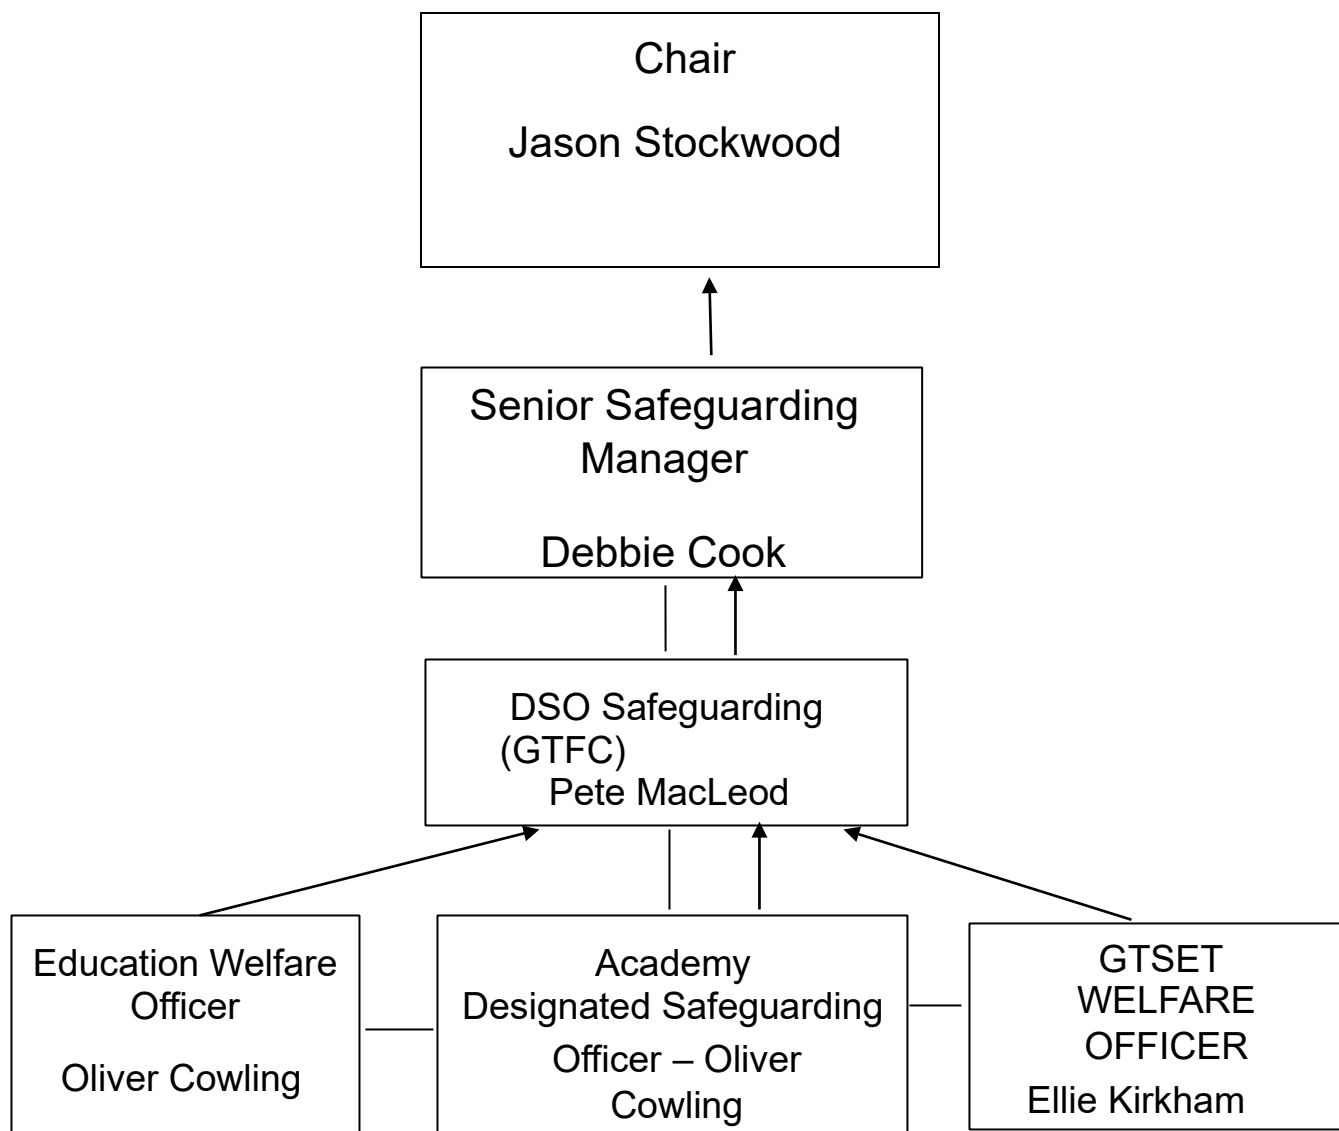 Chair
Jason Stockwood
Senior Safeguarding
Manager
Debbie Cook
DSO Safeguarding
(GTFC)
Pete MacLeod
Education Welfare
Officer
Oliver Cowling
Academy
Designated Safeguarding
Officer – Oliver
Cowling
GTSET
WELFARE
OFFICER
Ellie Kirkham